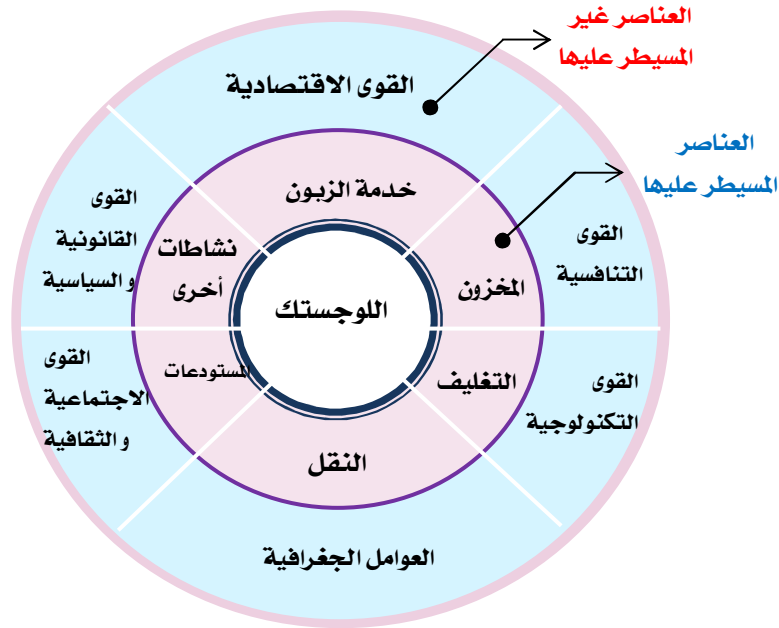 العناصر غير
المسيطر عليها
القوى الاقتصادية
العناصر
المسيطر عليها
خدمة الزبون
القوى
القانونية
والسياسية
نشاطات
أخرى
القوى
التنافسية
المخزون
اللوجستك
القوى
الاجتماعية
والثقافية
المستودعات
التغليف
القوى
التكنولوجية
النقل
العوامل الجغرافية